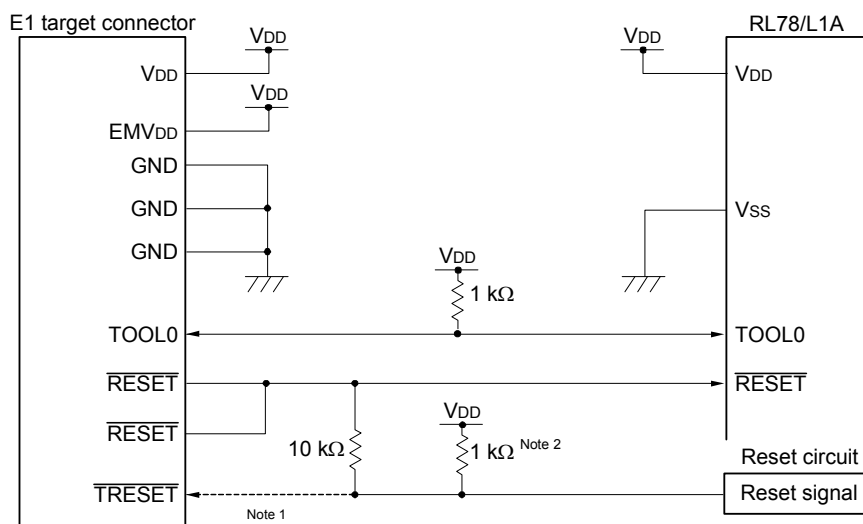 E1 target connector
RL78/L1A
VDD
VDD
VDD
VDD
VDD
EMVDD
GND
GND
VSS
GND
VDD
1 kΩ
TOOL0
TOOL0
RESET
RESET
VDD
RESET
10 kΩ
1 kΩ Note 2
Reset circuit
TRESET
Reset signal
Note 1